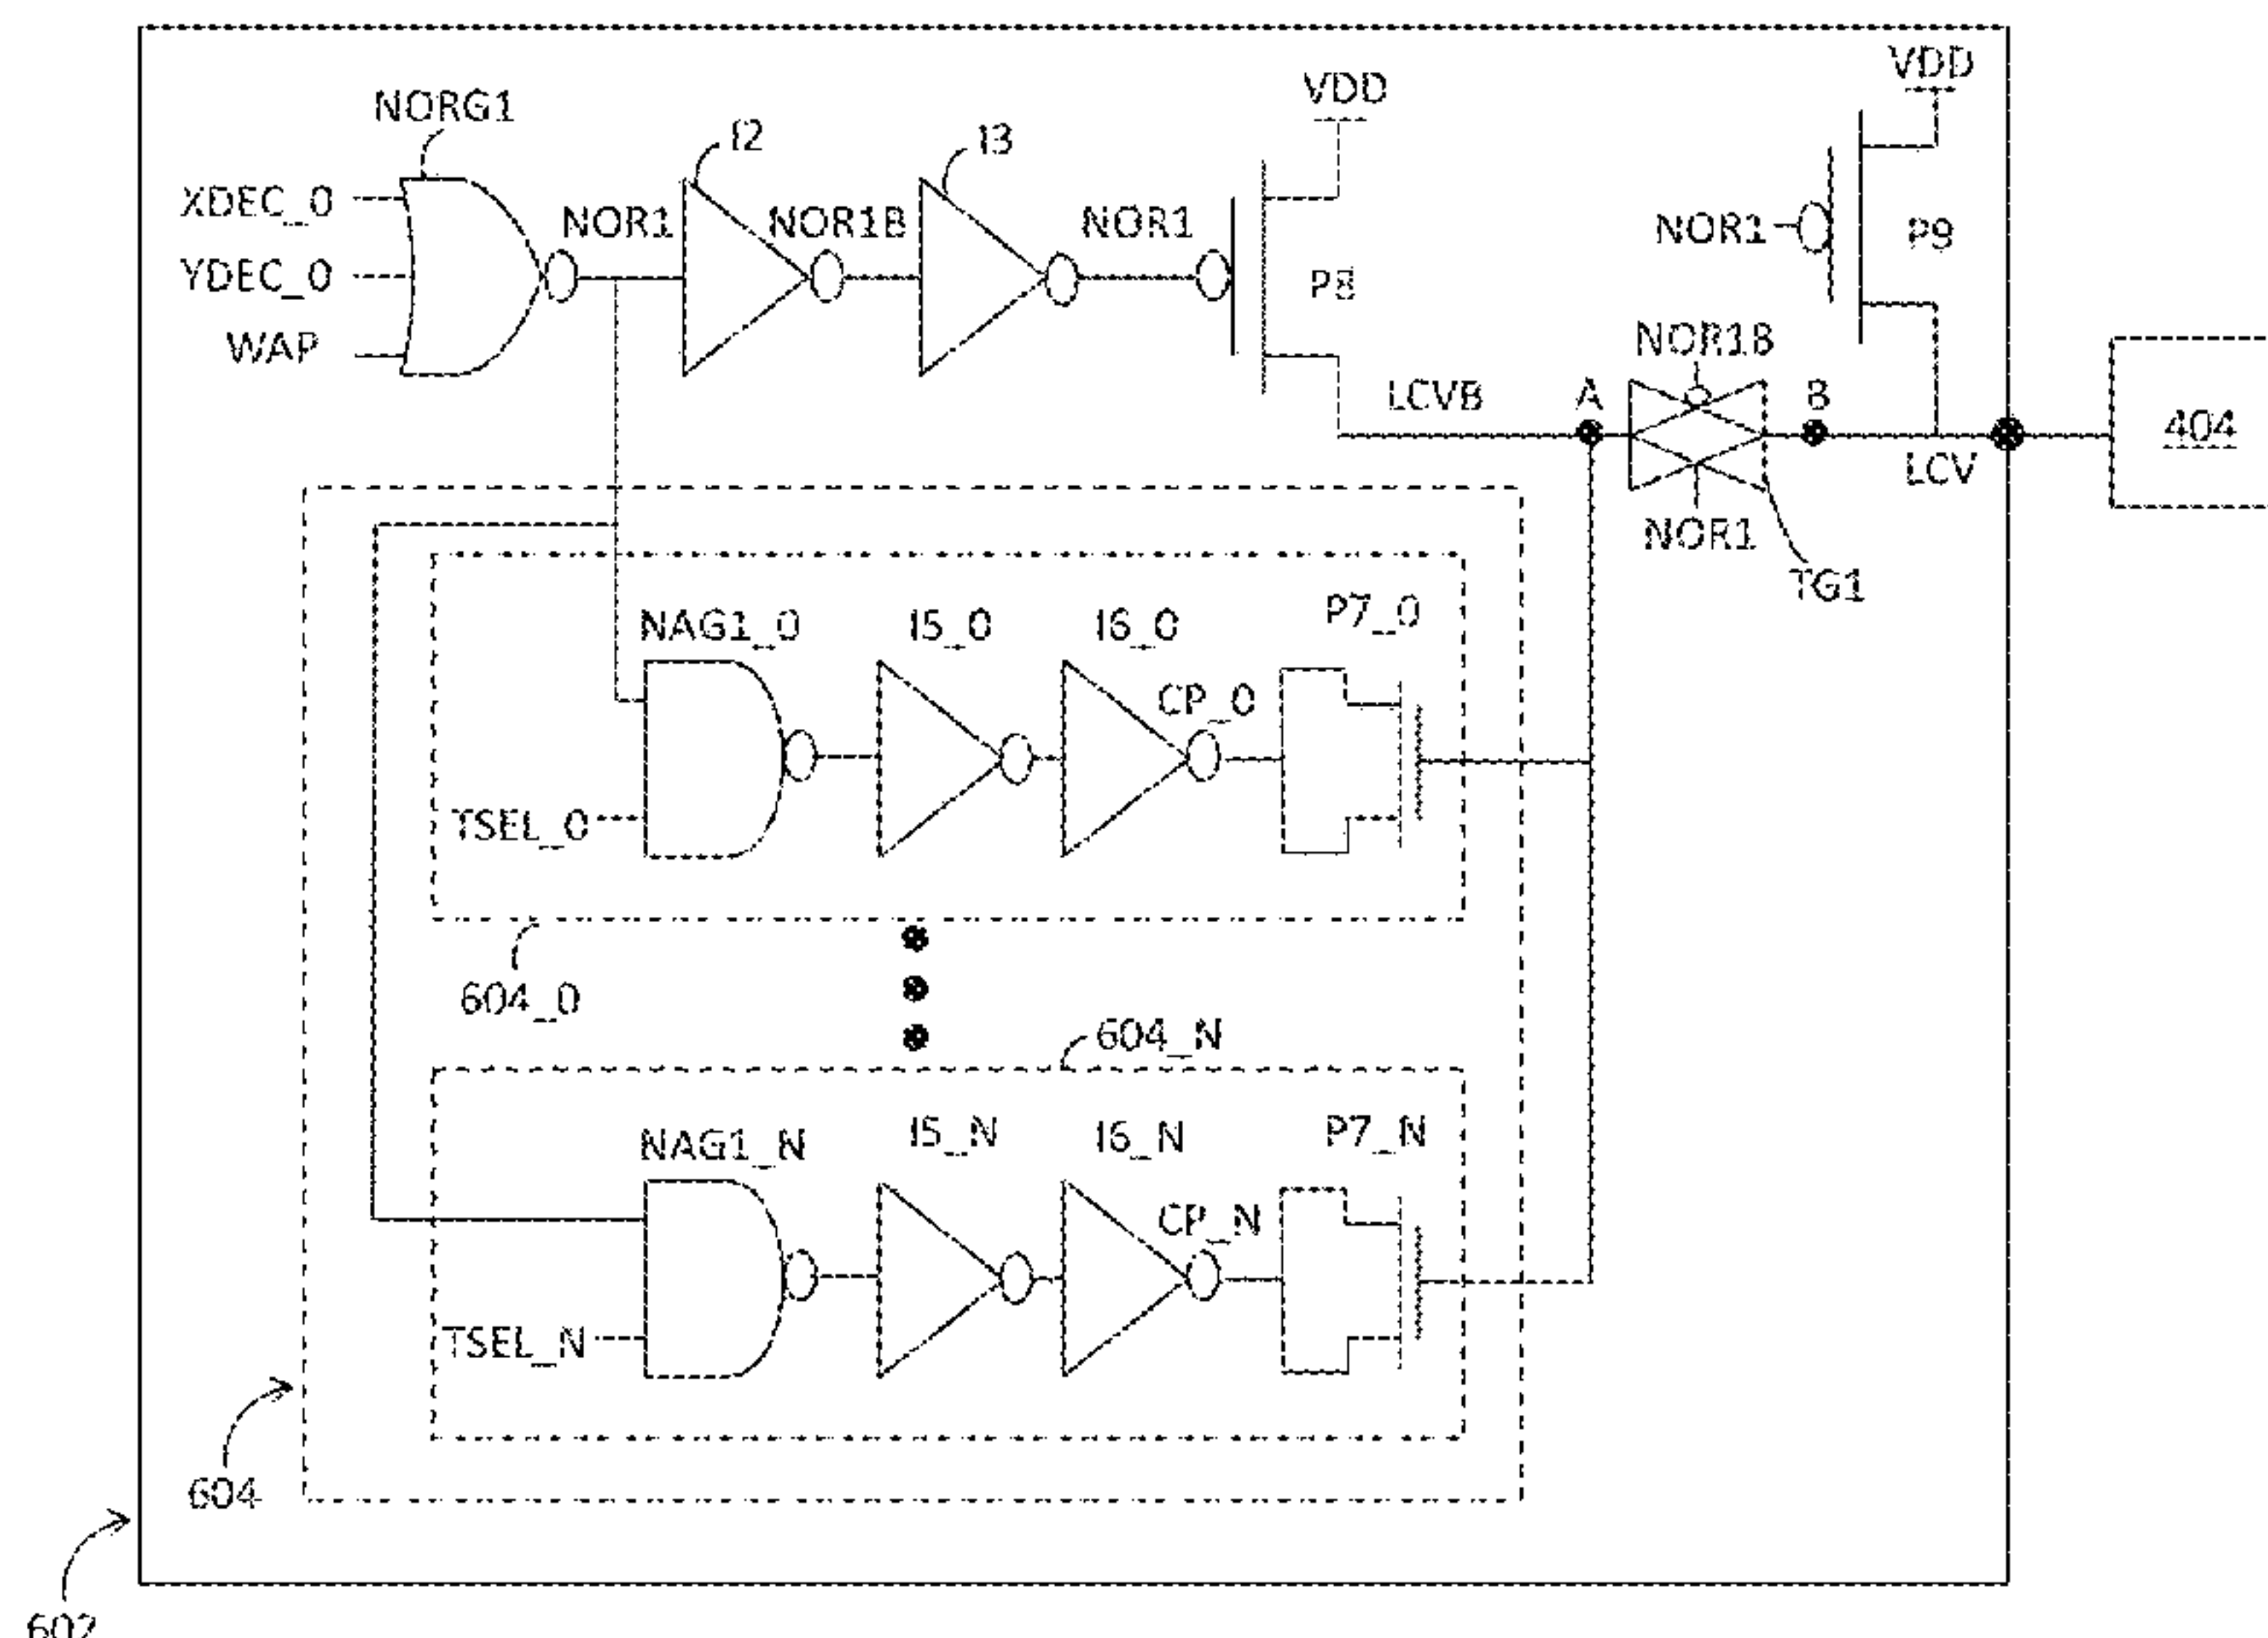 VDD
VDD
NORG1
I2
I3
XDEC_0
NOR1
NOR1B
NOR1
NOR1
P9
YDEC_0
P8
WAP
NOR1B
LCVB
A
B
404
LCV
NOR1
TG1
NAG1_0
I5_0
I6_0
P7_0
CP_0
TSEL_0
604_0
604_N
NAG1_N
I5_N
I6_N
P7_N
CP_N
TSEL_N
604
602